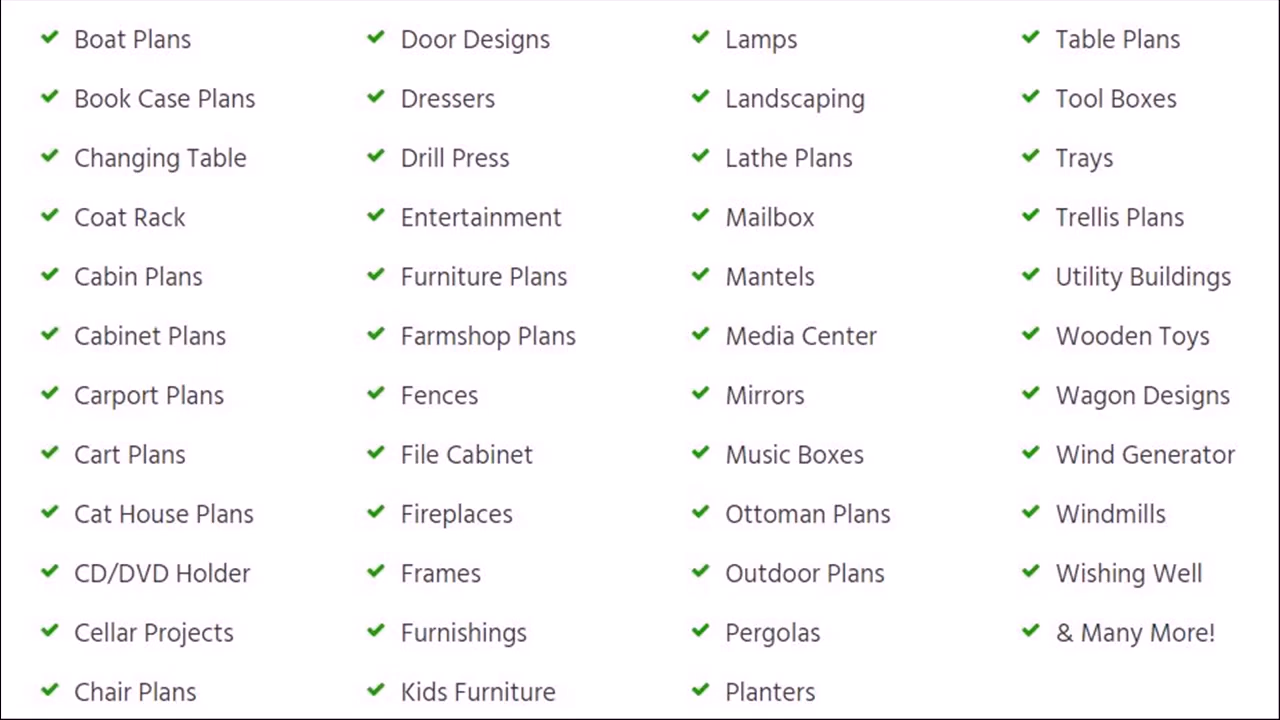 Boat Plans
Book Case Plans
Changing Table
Coat Rack
Cabin Plans
Cabinet Plans
Carport Plans
Cart Plans
Cat House Plans
CD/DVD Holder
Cellar Projects
Chair Plans
Door Designs
Dressers
Drill Press
Entertainment
Furniture Plans
Farmshop Plans
Fences
File Cabinet
Fireplaces
Frames
Furnishings
Kids Furniture
Lamps
Landscaping
Lathe Plans
Mailbox
Mantels
Media Center
Mirrors
Music Boxes
Ottoman Plans
Outdoor Plans
Pergolas
Planters
Table Plans
Tool Boxes
Trays
Trellis Plans
Utility Buildings
Wooden Toys
Wagon Designs
Wind Generator
Windmills
Wishing Well
& Many More!